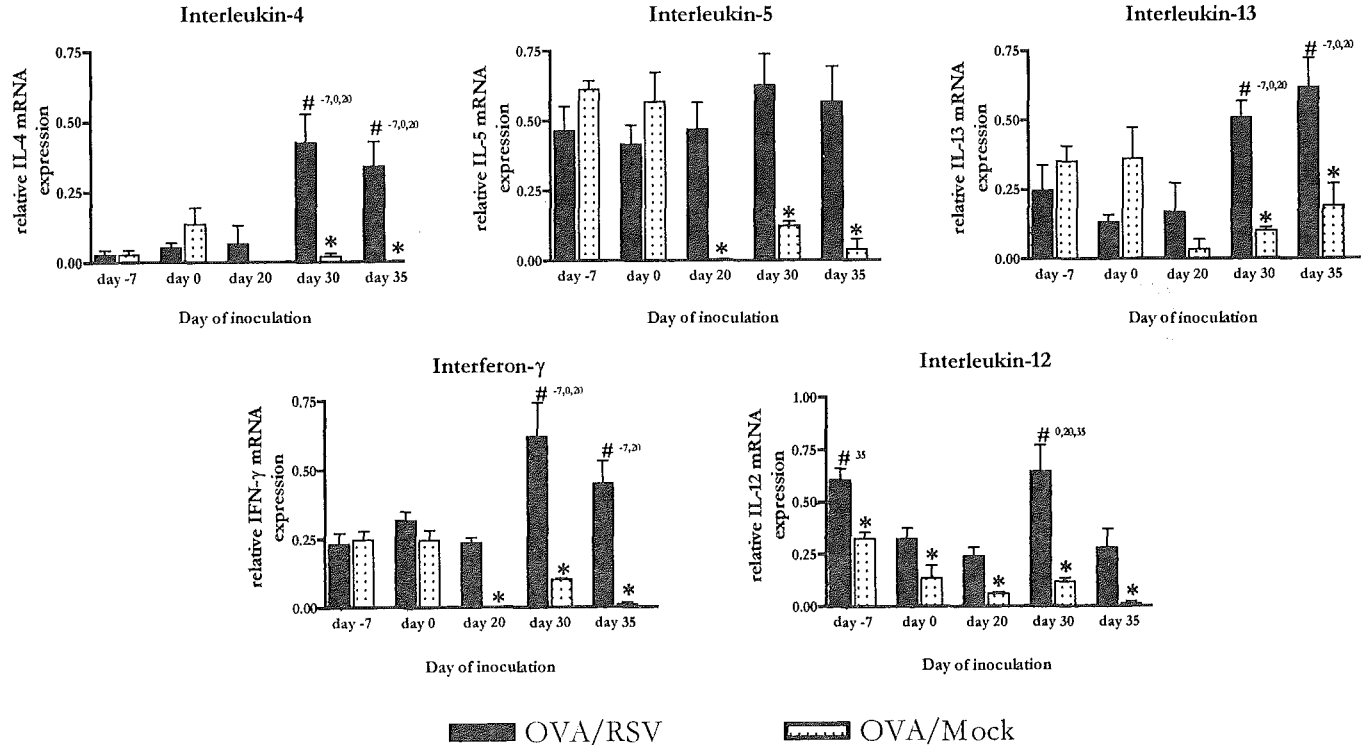 Interleukin-4
relative IL-4 mRNA
expression
0.75
0.50
0.25
0.00
# -7,0,20
# -7,0,20
*
*
day -7 day 0 day 20 day 30 day 35
Day of inoculation
Interleukin-5
relative IL-5 mRNA
expression
0.75
0.50
0.25
0.00
*
*
*
day -7 day 0 day 20 day 30 day 35
Day of inoculation
Interleukin-13
relative IL-13 mRNA
expression
0.75
0.50
0.25
0.00
# -7,0,20
# -7,0,20
*
*
day -7 day 0 day 20 day 30 day 35
Day of inoculation
Interferon-γ
relative IFN-γ mRNA
expression
0.75
0.50
0.25
0.00
# -7,0,20
# -7,20
*
*
*
day -7 day 0 day 20 day 30 day 35
Day of inoculation
Interleukin-12
relative IL-12 mRNA
expression
1.00
0.75
0.50
0.25
0.00
# 35
# 0,20,35
*
*
*
*
*
day -7 day 0 day 20 day 30 day 35
Day of inoculation
OVA/RSV OVA/Mock